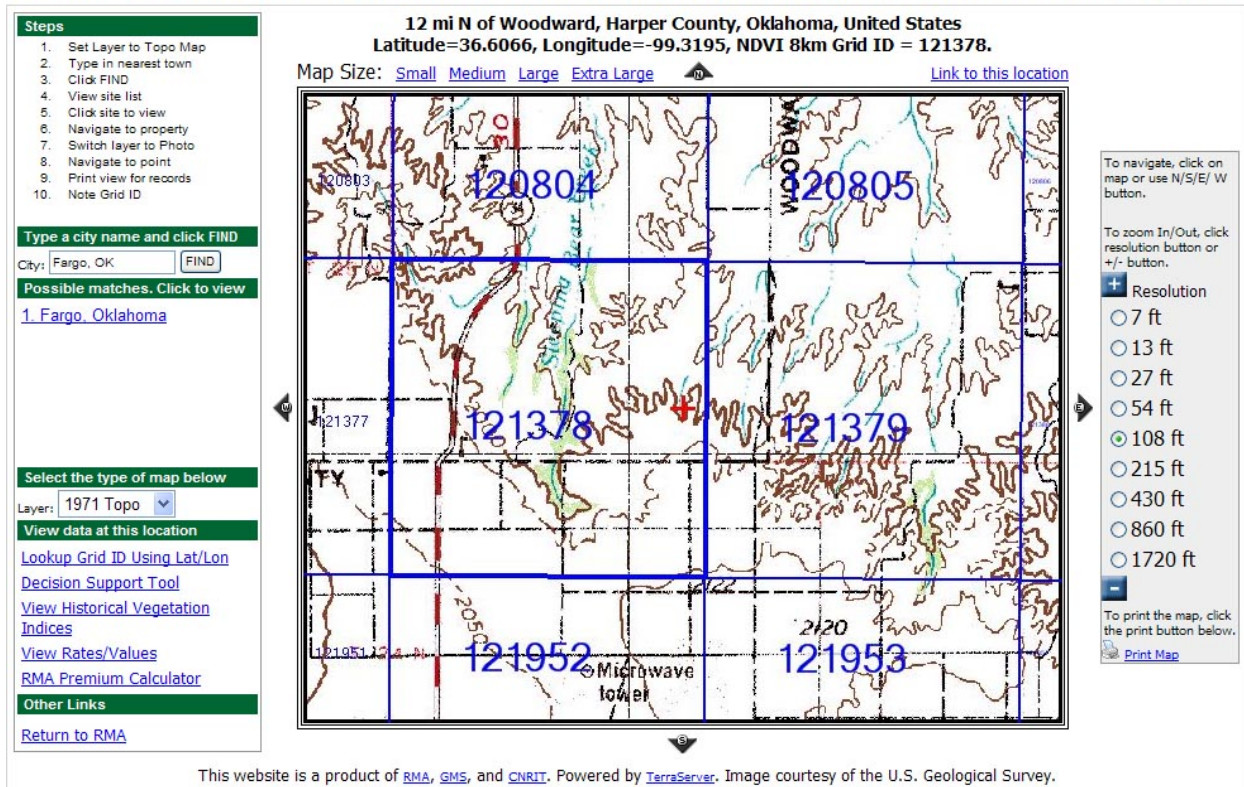 12 mi N of Woodward, Harper County, Oklahoma, United States
Latitude=36.6066, Longitude=-99.3195, NDVI 8km Grid ID = 121378.
Steps
1. Set Layer to Topo Map
2. Type in nearest town
3. Click FIND
4. View site list
5. Click site to view
6. Navigate to property
7. Switch layer to Photo
8. Navigate to point
9. Print view for records
10. Note Grid ID
Type a city name and click FIND
City: Fargo, OK FIND
Possible matches. Click to view
1. Fargo, Oklahoma
Select the type of map below
Layer: 1971 Topo
View data at this location
Lookup Grid ID Using Lat/Lon
Decision Support Tool
View Historical Vegetation
Indices
View Rates/Values
RMA Premium Calculator
Other Links
Return to RMA
Map Size: Small Medium Large Extra Large N Link to this location
30
WOODWA
120803
120804
120805
120806
34
W
E
121377
121378
121379
TY
2122
2050
2120
121951
24 N
121952
121953
Microwave
tower
S
To navigate, click on
map or use N/S/E/ W
button.
To zoom In/Out, click
resolution button or
+/- button.
+ Resolution
7 ft
13 ft
27 ft
54 ft
108 ft
215 ft
430 ft
860 ft
1720 ft
-
To print the map, click
the print button below.
Print Map
This website is a product of RMA, GMS, and CNRIT. Powered by TerraServer. Image courtesy of the U.S. Geological Survey.